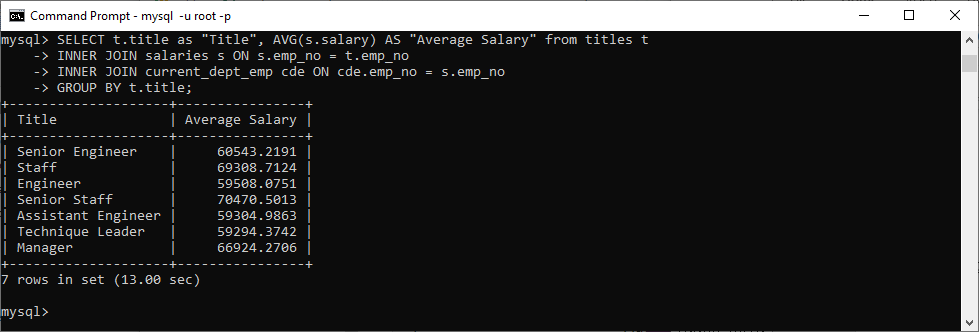 Command Prompt - mysql  -u root -p
mysql> SELECT t.title as "Title", AVG(s.salary) AS "Average Salary" from titles t
    -> INNER JOIN salaries s ON s.emp_no = t.emp_no
    -> INNER JOIN current_dept_emp cde ON cde.emp_no = s.emp_no
    -> GROUP BY t.title;
+--------------------+----------------+
| Title              | Average Salary |
+--------------------+----------------+
| Senior Engineer    |     60543.2191 |
| Staff              |     69308.7124 |
| Engineer           |     59508.0751 |
| Senior Staff       |     70470.5013 |
| Assistant Engineer |     59304.9863 |
| Technique Leader   |     59294.3742 |
| Manager            |     66924.2706 |
+--------------------+----------------+
7 rows in set (13.00 sec)
mysql>